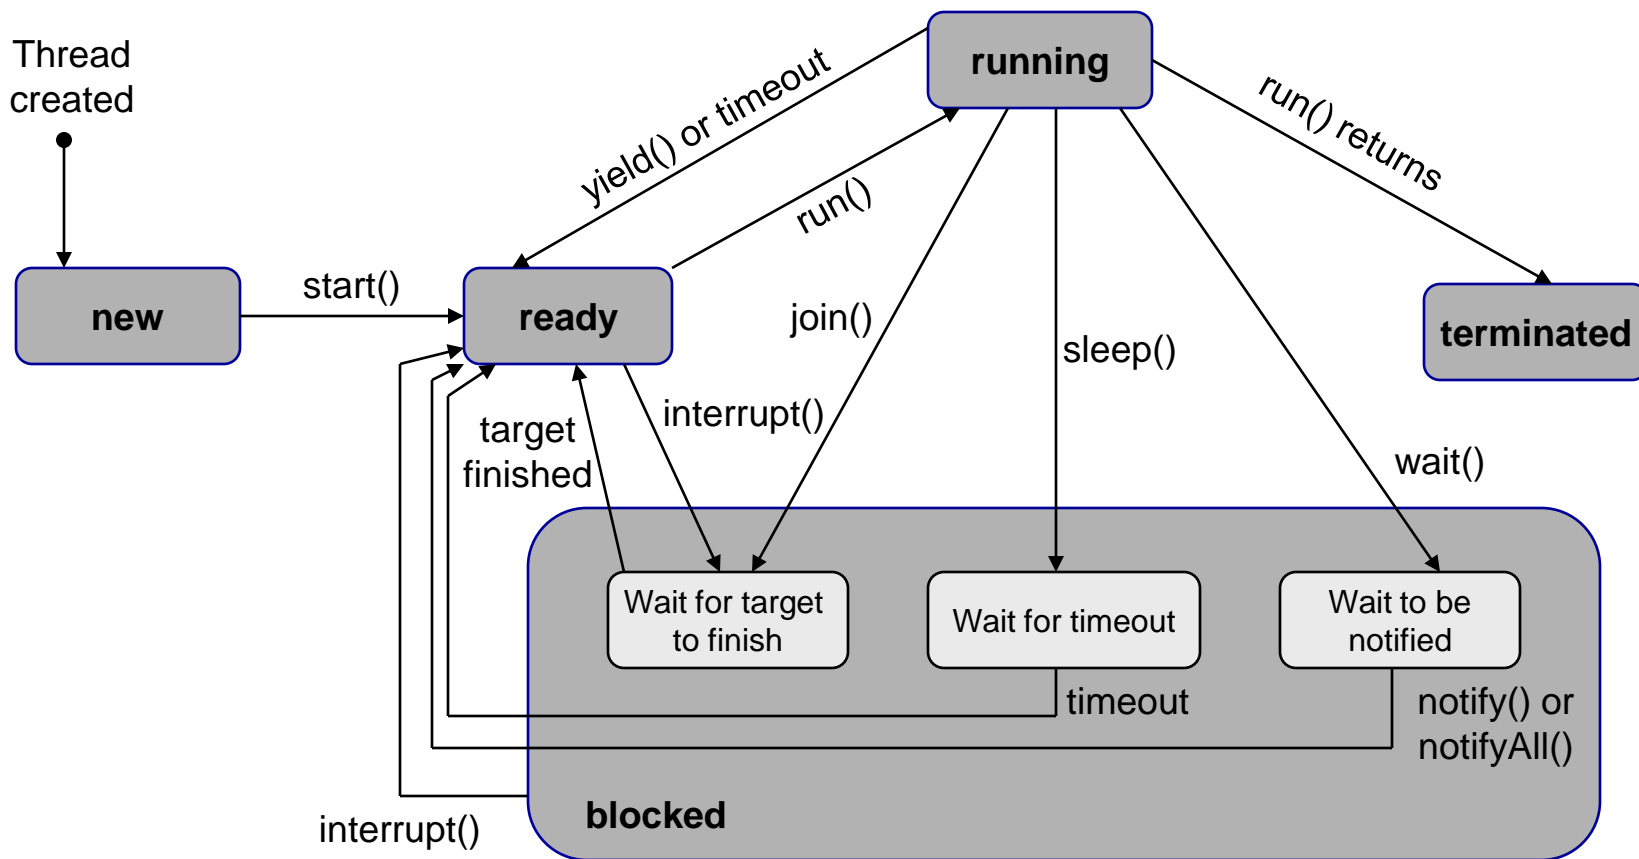 Thread
created
running
yield() or timeout
run() returns
run()
new
start()
ready
join()
sleep()
terminated
interrupt()
target
finished
wait()
Wait for target
to finish
Wait for timeout
Wait to be
notified
timeout
notify() or
notifyAll()
interrupt()
blocked